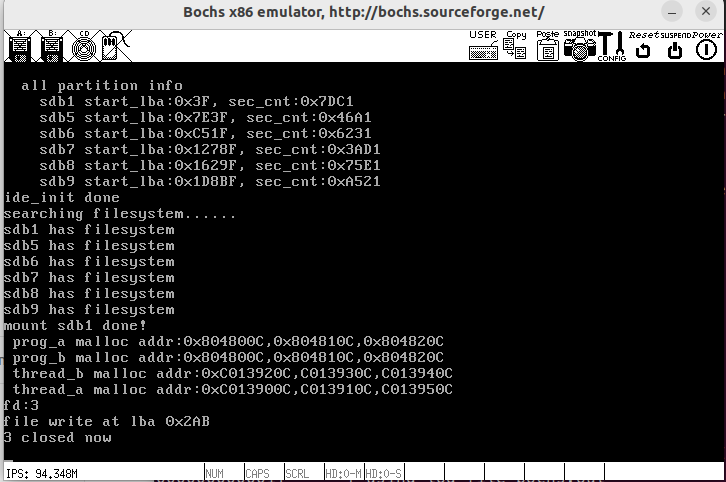 Bochs x86 emulator, http://bochs.sourceforge.net/
A: B: CD USER Copy Paste snapshot CONFIG Reset SUSPEND Power
all partition info
sdb1 start_lba:0x3F, sec_cnt:0x7DC1
sdb5 start_lba:0x7E3F, sec_cnt:0x46A1
sdb6 start_lba:0xC51F, sec_cnt:0x6231
sdb7 start_lba:0x1278F, sec_cnt:0x3AD1
sdb8 start_lba:0x1629F, sec_cnt:0x75E1
sdb9 start_lba:0x1D8BF, sec_cnt:0xA521
ide_init done
searching filesystem......
sdb1 has filesystem
sdb5 has filesystem
sdb6 has filesystem
sdb7 has filesystem
sdb8 has filesystem
sdb9 has filesystem
mount sdb1 done!
prog_a malloc addr:0x804800C,0x804810C,0x804820C
prog_b malloc addr:0x804800C,0x804810C,0x804820C
thread_b malloc addr:0xC013920C,C013930C,C013940C
thread_a malloc addr:0xC013900C,C013910C,C013950C
fd:3
file write at lba 0x2AB
3 closed now
IPS: 94.348M NUM CAPS SCRL HD:0-M HD:0-S